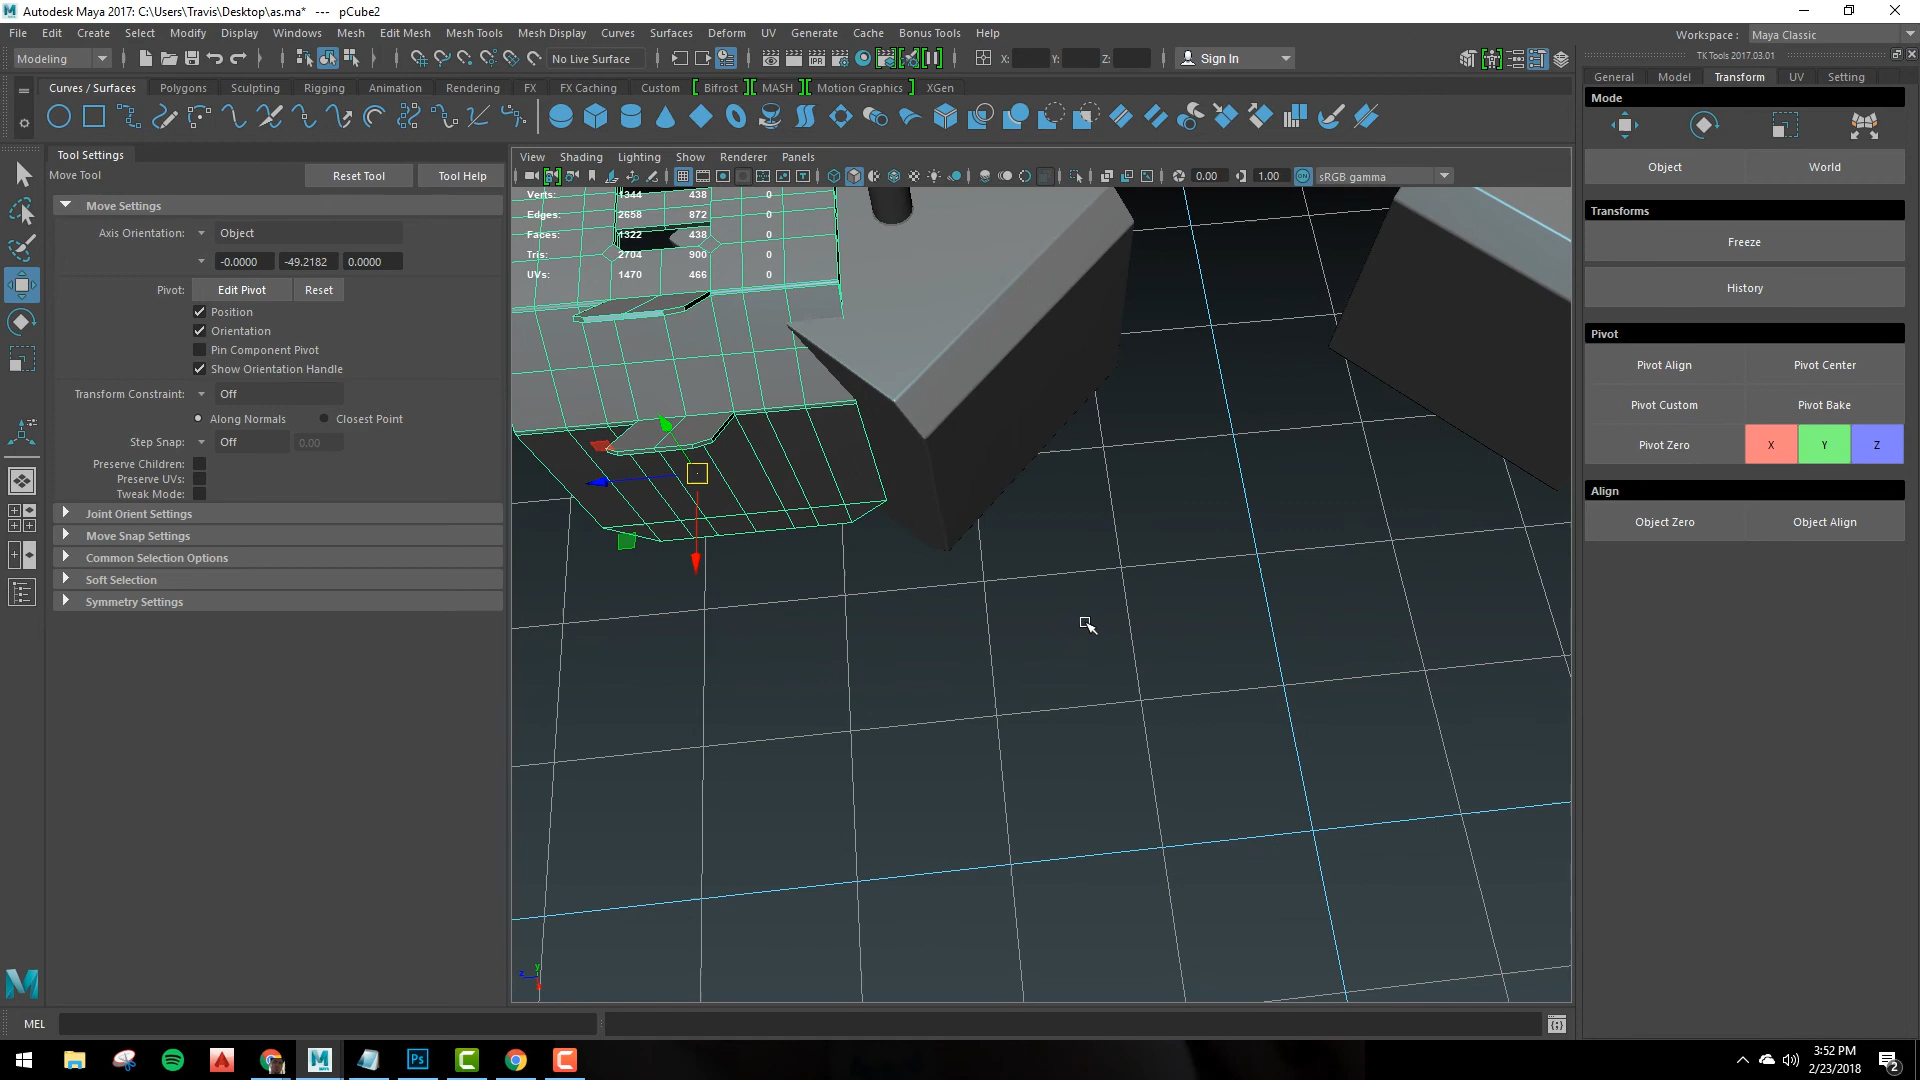 Autodesk Maya 2017: C:\Users\Travis\Desktop\as.ma* --- pCube2
File Edit Create Select Modify Display Windows Mesh Edit Mesh Mesh Tools Mesh Display Curves Surfaces Deform UV Generate Cache Bonus Tools Help
Workspace : Maya Classic
Modeling
No Live Surface
IPR
X: Y: Z:
Sign In
TK Tools 2017.03.01
Curves / Surfaces Polygons Sculpting Rigging Animation Rendering FX FX Caching Custom Bifrost MASH Motion Graphics XGen
General Model Transform UV Setting
Mode
Object World
Transforms
Freeze
History
Pivot
Pivot Align Pivot Center
Pivot Custom Pivot Bake
Pivot Zero X Y Z
Align
Object Zero Object Align
Tool Settings
Move Tool Reset Tool Tool Help
Move Settings
Axis Orientation: Object
-0.0000 -49.2182 0.0000
Pivot: Edit Pivot Reset
Position
Orientation
Pin Component Pivot
Show Orientation Handle
Transform Constraint: Off
Along Normals Closest Point
Step Snap: Off 0.00
Preserve Children:
Preserve UVs:
Tweak Mode:
Joint Orient Settings
Move Snap Settings
Common Selection Options
Soft Selection
Symmetry Settings
View Shading Lighting Show Renderer Panels
0.00 1.00 ON sRGB gamma
Verts: 1344 438 0
Edges: 2658 872 0
Faces: 1322 438 0
Tris: 2704 900 0
UVs: 1470 466 0
z y x
MEL
Ps
3:52 PM
2/23/2018
2